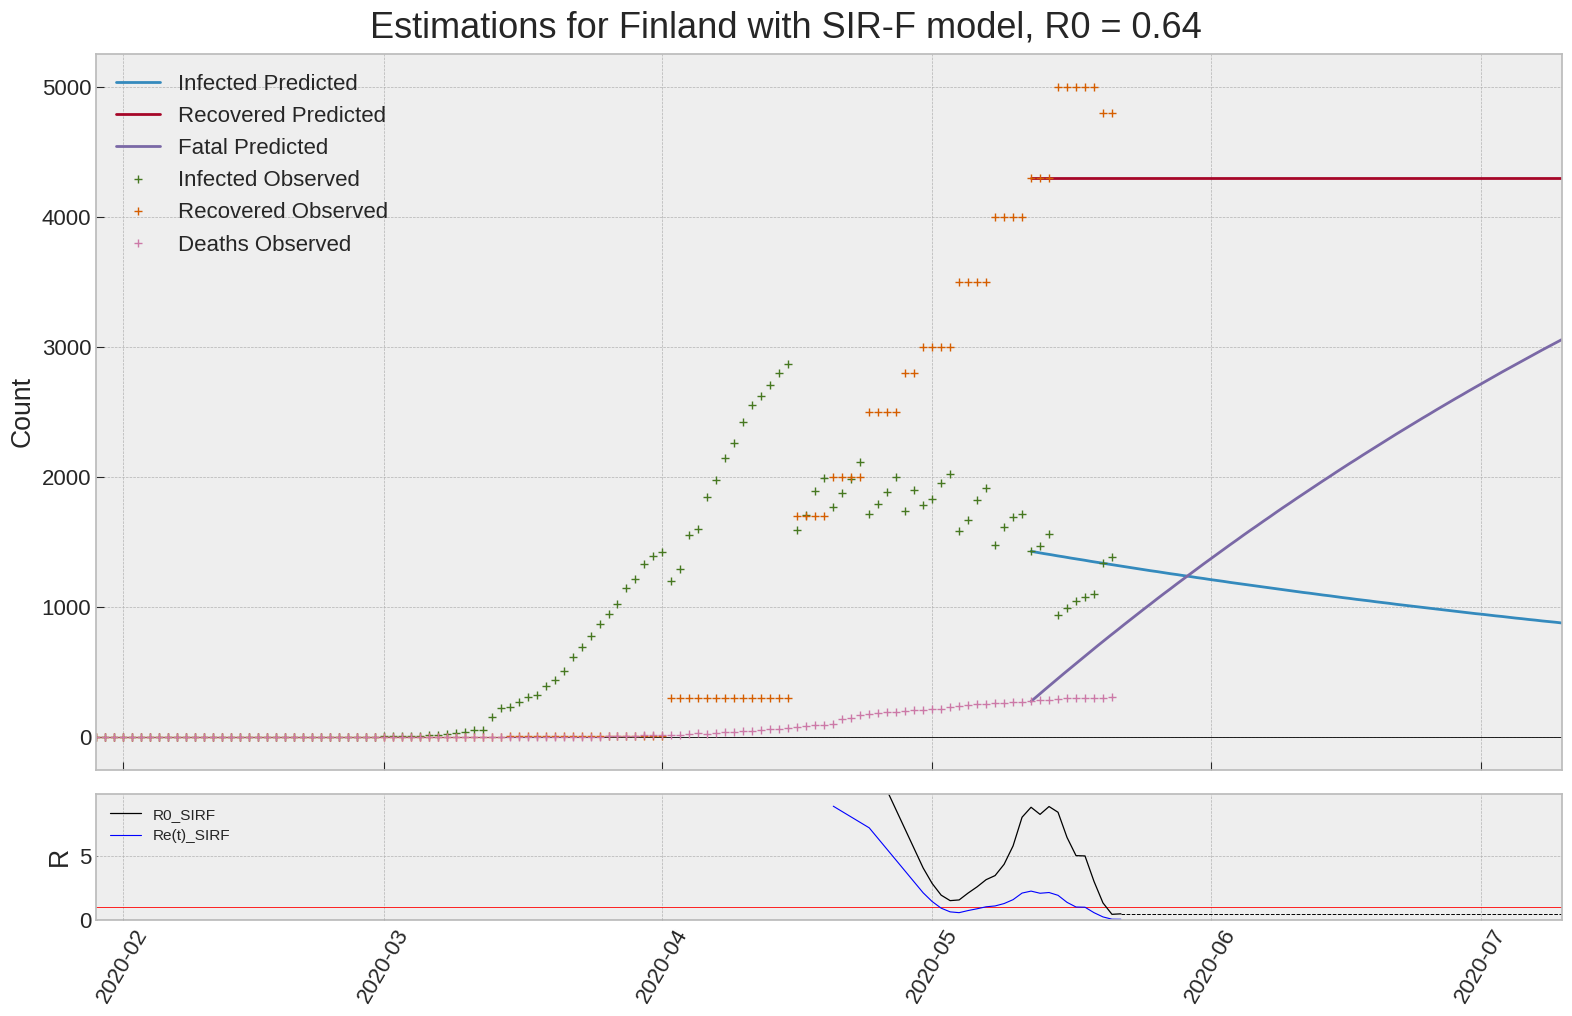 Estimations for Finland with SIR-F model, R0 = 0.64
Infected Predicted
Recovered Predicted
Fatal Predicted
Infected Observed
Recovered Observed
Deaths Observed
5000
4000
3000
2000
1000
0
Count
R0_SIRF
Re(t)_SIRF
5
0
R
2020-02
2020-03
2020-04
2020-05
2020-06
2020-07